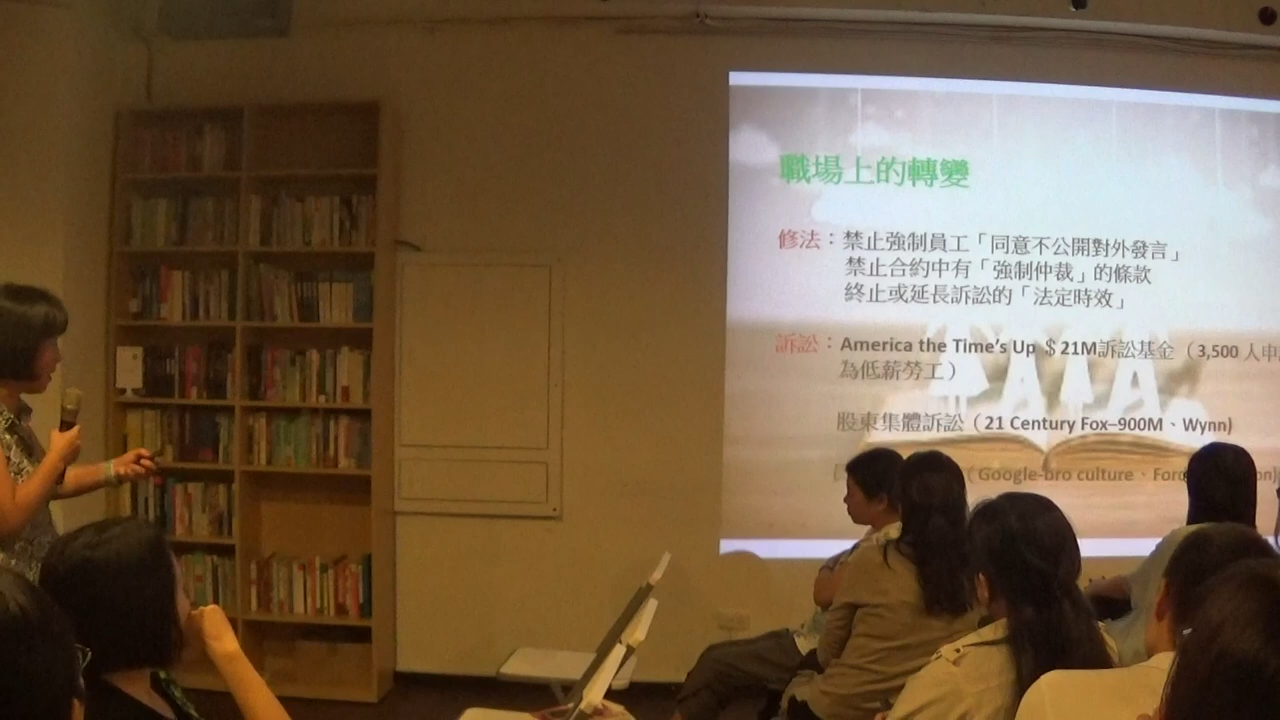 職場上的轉變
修法：禁止強制員工「同意不公開對外發言」
禁止合約中有「強制仲裁」的條款
終止或延長訴訟的「法定時效」
訴訟：America the Time's Up ＄21M訴訟基金（3,500 人申
為低薪勞工）
股東集體訴訟（21 Century Fox–900M、Wynn)
（Google-bro culture、